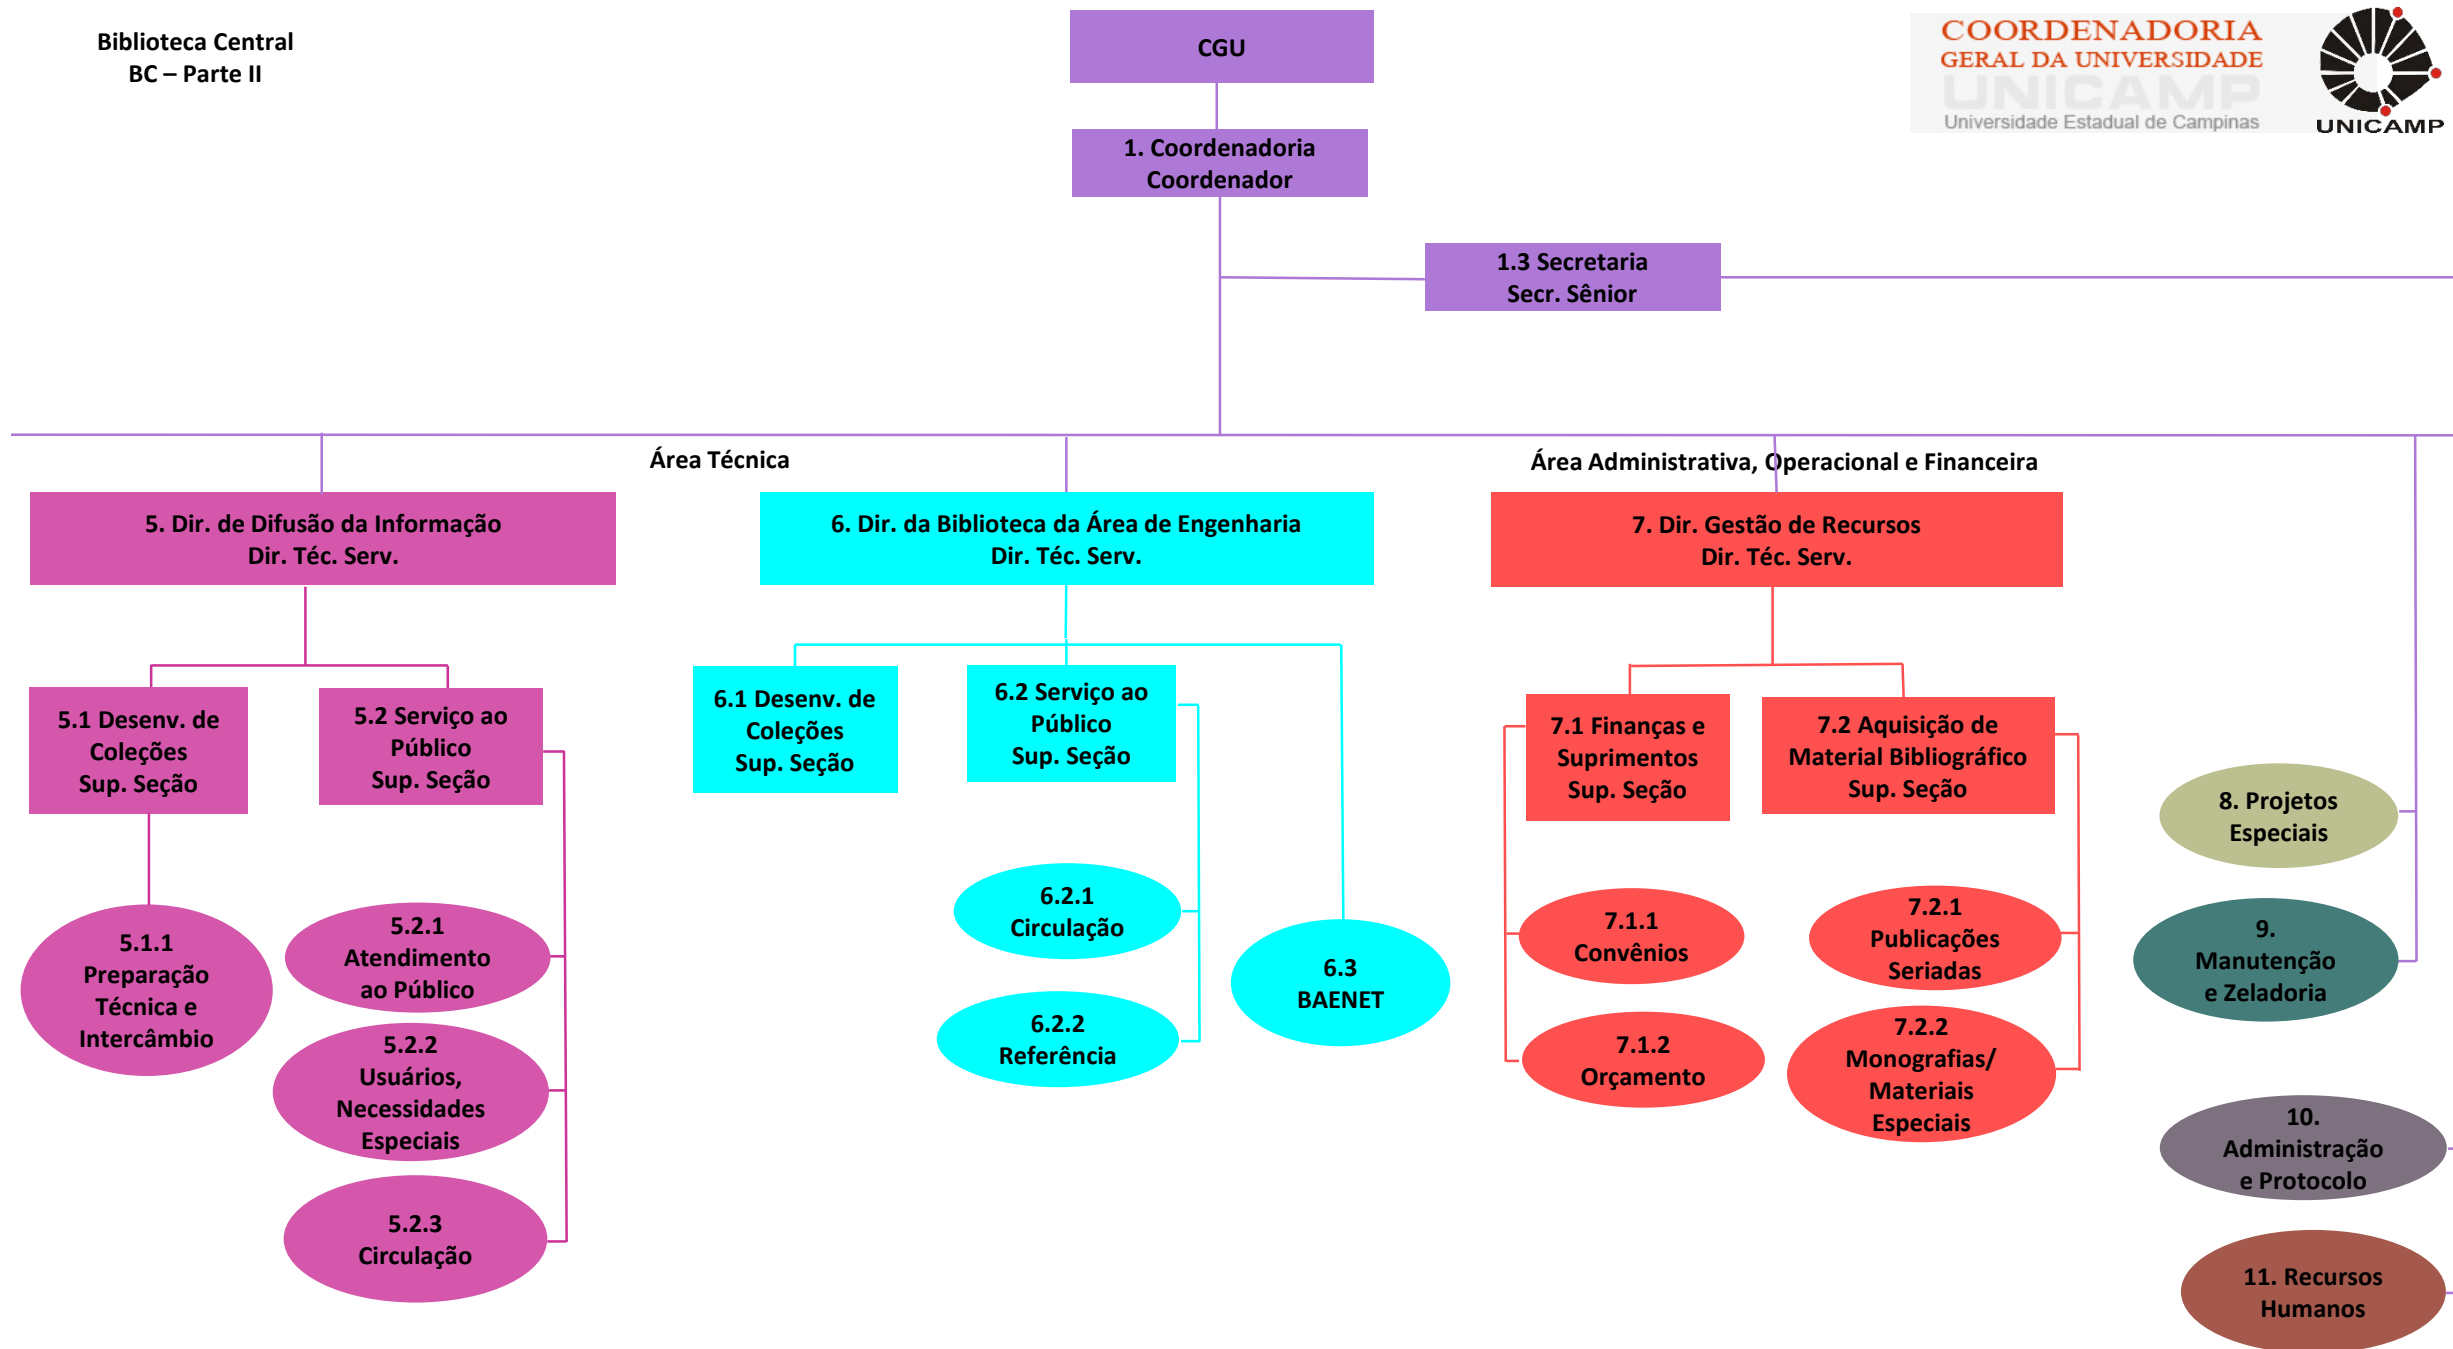 Biblioteca Central
BC – Parte II
CGU
COORDENADORIA
GERAL DA UNIVERSIDADE
UNICAMP
Universidade Estadual de Campinas
UNICAMP
1. Coordenadoria
Coordenador
1.3 Secretaria
Secr. Sênior
Área Técnica
Área Administrativa, Operacional e Financeira
5. Dir. de Difusão da Informação
Dir. Téc. Serv.
6. Dir. da Biblioteca da Área de Engenharia
Dir. Téc. Serv.
7. Dir. Gestão de Recursos
Dir. Téc. Serv.
5.1 Desenv. de
Coleções
Sup. Seção
5.2 Serviço ao
Público
Sup. Seção
6.1 Desenv. de
Coleções
Sup. Seção
6.2 Serviço ao
Público
Sup. Seção
7.1 Finanças e
Suprimentos
Sup. Seção
7.2 Aquisição de
Material Bibliográfico
Sup. Seção
8. Projetos
Especiais
5.1.1
Preparação
Técnica e
Intercâmbio
5.2.1
Atendimento
ao Público
5.2.2
Usuários,
Necessidades
Especiais
5.2.3
Circulação
6.2.1
Circulação
6.2.2
Referência
6.3
BAENET
7.1.1
Convênios
7.1.2
Orçamento
7.2.1
Publicações
Seriadas
7.2.2
Monografias/
Materiais
Especiais
9.
Manutenção
e Zeladoria
10.
Administração
e Protocolo
11. Recursos
Humanos